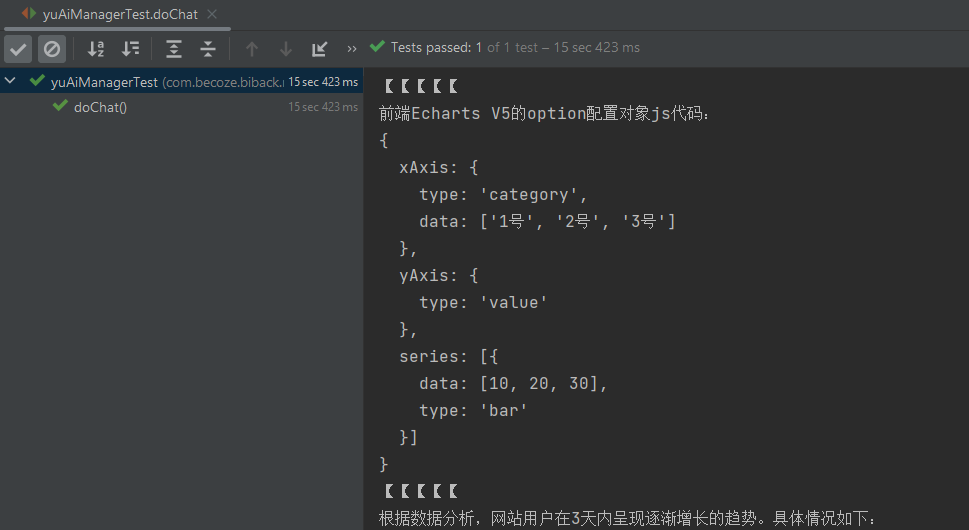 yuAiManagerTest.doChat
Tests passed: 1 of 1 test – 15 sec 423 ms
yuAiManagerTest (com.becoze.biback. 15 sec 423 ms
doChat() 15 sec 423 ms
【【【【【
前端Echarts V5的option配置对象js代码:
{
  xAxis: {
    type: 'category',
    data: ['1号', '2号', '3号']
  },
  yAxis: {
    type: 'value'
  },
  series: [{
    data: [10, 20, 30],
    type: 'bar'
  }]
}
【【【【【
根据数据分析，网站用户在3天内呈现逐渐增长的趋势。具体情况如下: